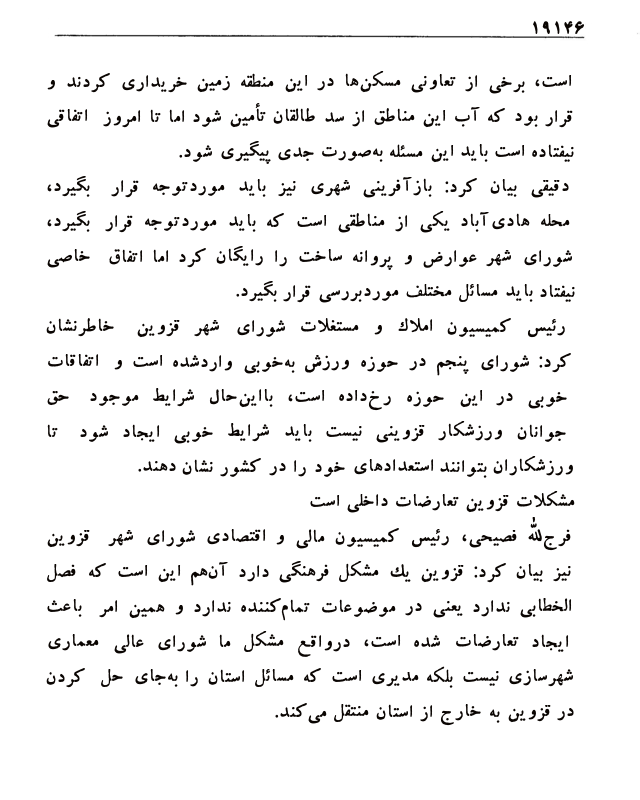 ۱۹۱۴۶
است، برخی از تعاونی مسکن‌ها در این منطقه زمین خریداری کردند و
قرار بود که آب این مناطق از سد طالقان تأمین شود اما تا امروز اتفاقی
نیفتاده است باید این مسئله به‌صورت جدی پیگیری شود.
دقیقی بیان کرد: بازآفرینی شهری نیز باید موردتوجه قرار بگیرد،
محله هادی‌آباد یکی از مناطقی است که باید موردتوجه قرار بگیرد،
شورای شهر عوارض و پروانه ساخت را رایگان کرد اما اتفاق خاصی
نیفتاد باید مسائل مختلف موردبررسی قرار بگیرد.
رئیس کمیسیون املاك و مستغلات شورای شهر قزوین خاطرنشان
کرد: شورای پنجم در حوزه ورزش به‌خوبی واردشده است و اتفاقات
خوبی در این حوزه رخ‌داده است، بااین‌حال شرایط موجود حق
جوانان ورزشکار قزوینی نیست باید شرایط خوبی ایجاد شود تا
ورزشکاران بتوانند استعدادهای خود را در کشور نشان دهند.
مشکلات قزوین تعارضات داخلی است
فرج‌الله فصیحی، رئیس کمیسیون مالی و اقتصادی شورای شهر قزوین
نیز بیان کرد: قزوین یك مشکل فرهنگی دارد آن‌هم این است که فصل
الخطابی ندارد یعنی در موضوعات تمام‌کننده ندارد و همین امر باعث
ایجاد تعارضات شده است، درواقع مشکل ما شورای عالی معماری
شهرسازی نیست بلکه مدیری است که مسائل استان را به‌جای حل کردن
در قزوین به خارج از استان منتقل می‌کند.